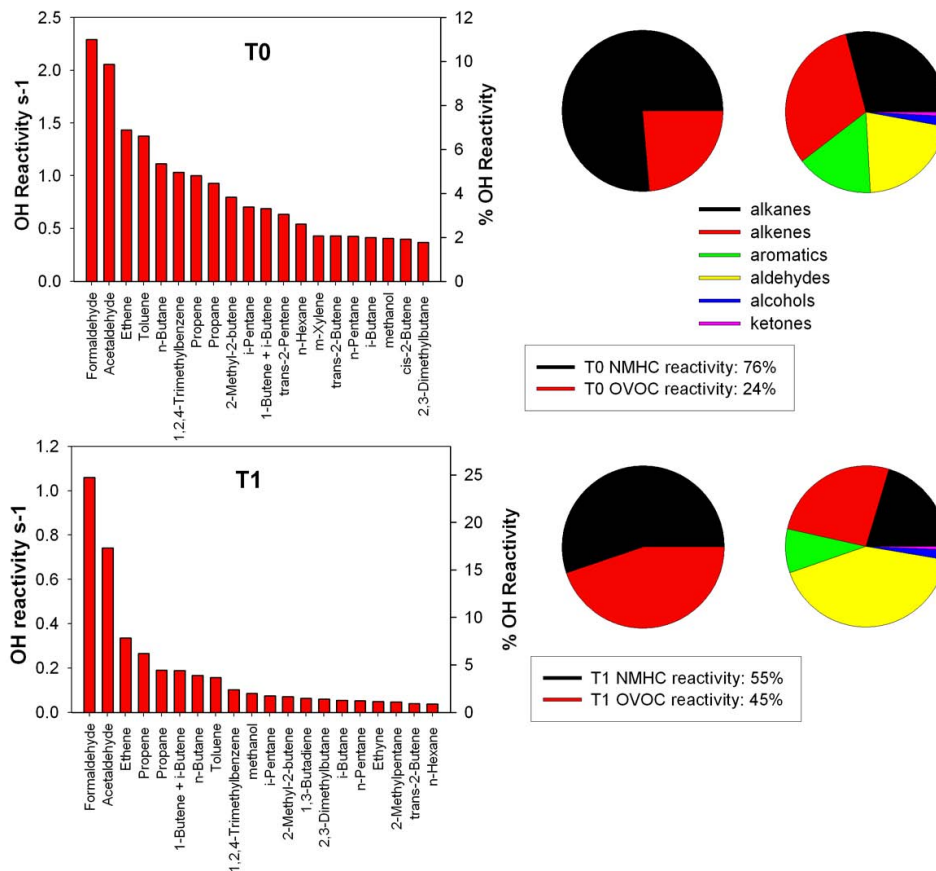 T0
OH Reactivity s-1
2.5
2.0
1.5
1.0
0.5
0.0
12
10
8
6
4
2
0
% OH Reactivity
Formaldehyde
Acetaldehyde
Ethene
Toluene
n-Butane
1,2,4-Trimethylbenzene
Propene
Propane
2-Methyl-2-butene
i-Pentane
1-Butene + i-Butene
trans-2-Pentene
n-Hexane
m-Xylene
trans-2-Butene
n-Pentane
i-Butane
methanol
cis-2-Butene
2,3-Dimethylbutane
alkanes
alkenes
aromatics
aldehydes
alcohols
ketones
T0 NMHC reactivity: 76%
T0 OVOC reactivity: 24%
T1
OH reactivity s-1
1.2
1.0
0.8
0.6
0.4
0.2
0.0
25
20
15
10
5
0
% OH Reactivity
Formaldehyde
Acetaldehyde
Ethene
Propene
Propane
1-Butene + i-Butene
n-Butane
Toluene
1,2,4-Trimethylbenzene
methanol
i-Pentane
2-Methyl-2-butene
1,3-Butadiene
2,3-Dimethylbutane
i-Butane
n-Pentane
Ethyne
2-Methylpentane
trans-2-Butene
n-Hexane
T1 NMHC reactivity: 55%
T1 OVOC reactivity: 45%